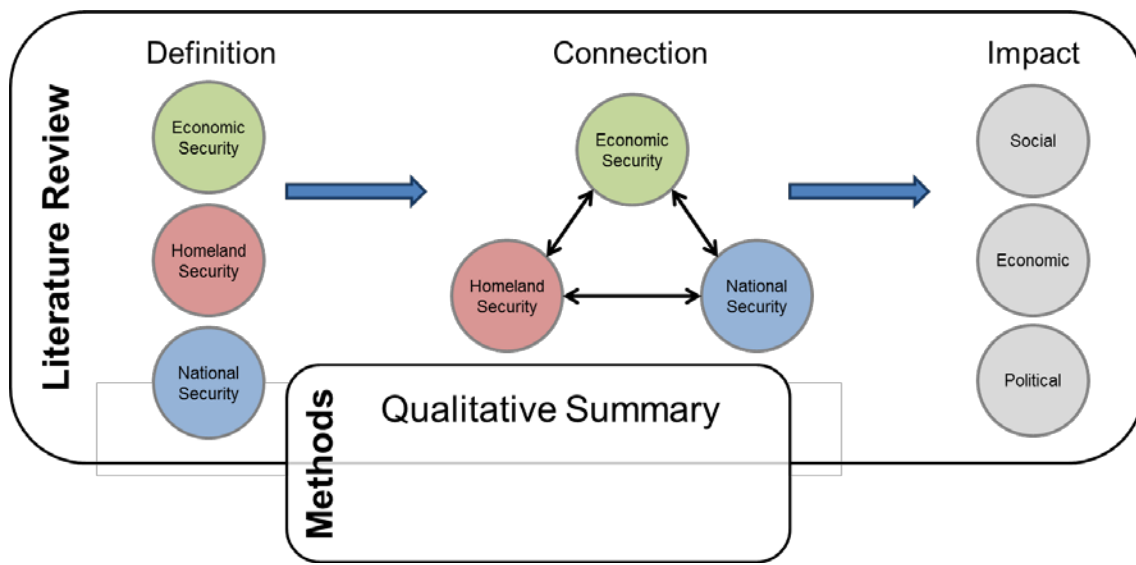 Literature Review
Definition
Economic
Security
Homeland
Security
National
Security
Connection
Economic
Security
Homeland
Security
National
Security
Impact
Social
Economic
Political
Methods
Qualitative Summary